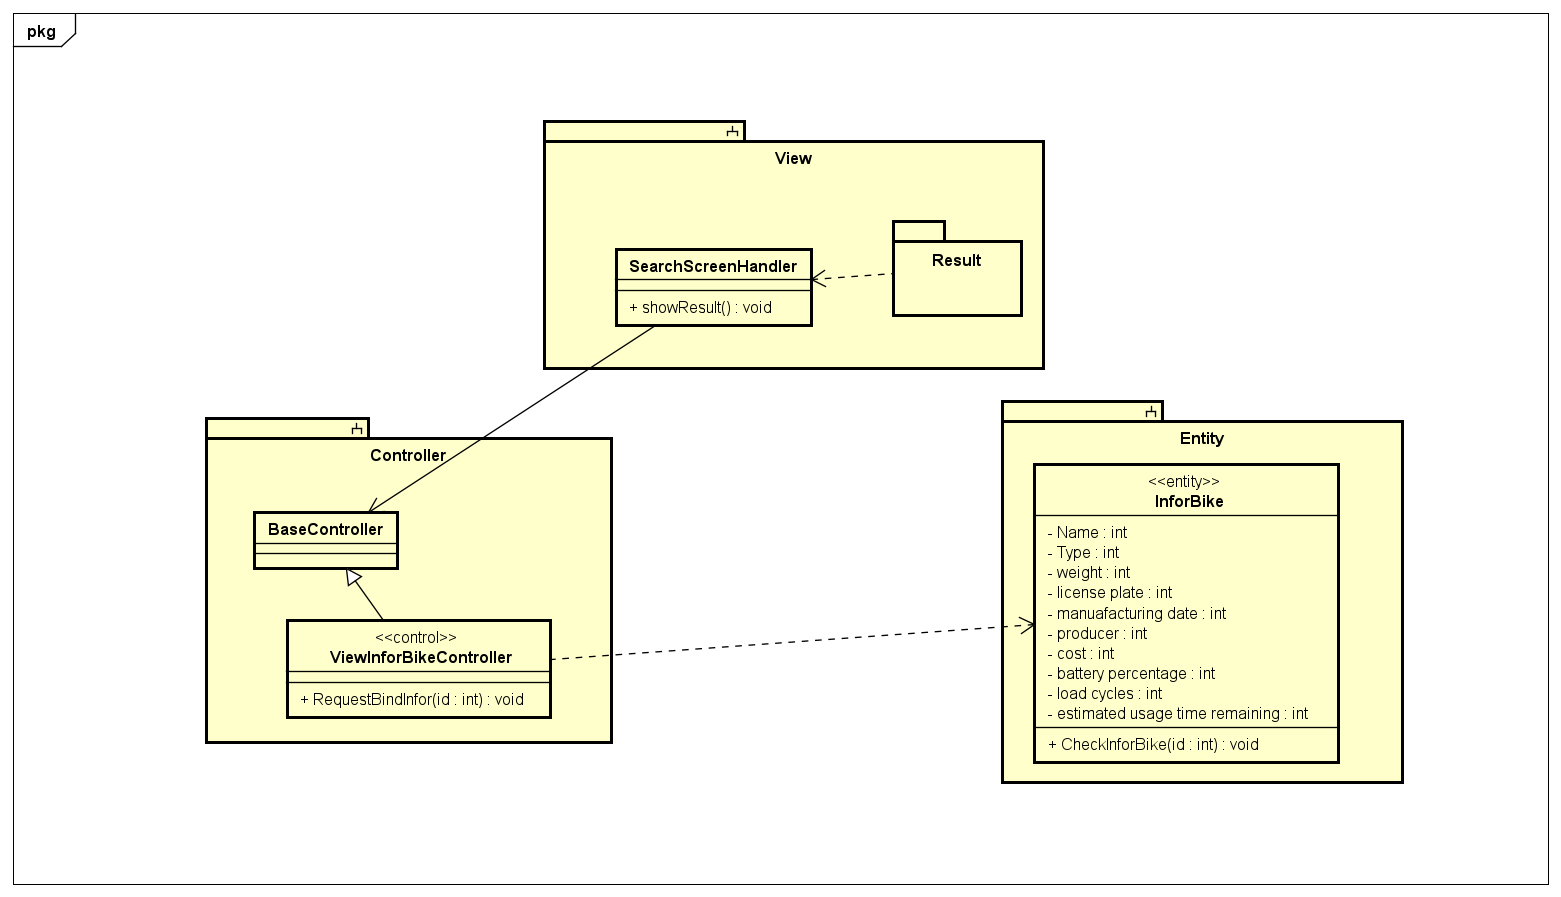 pkg
View
SearchScreenHandler
+ showResult() : void
Result
Controller
BaseController
<<control>>
ViewInforBikeController
+ RequestBindInfor(id : int) : void
Entity
<<entity>>
InforBike
- Name : int
- Type : int
- weight : int
- license plate : int
- manuafacturing date : int
- producer : int
- cost : int
- battery percentage : int
- load cycles : int
- estimated usage time remaining : int
+ CheckInforBike(id : int) : void